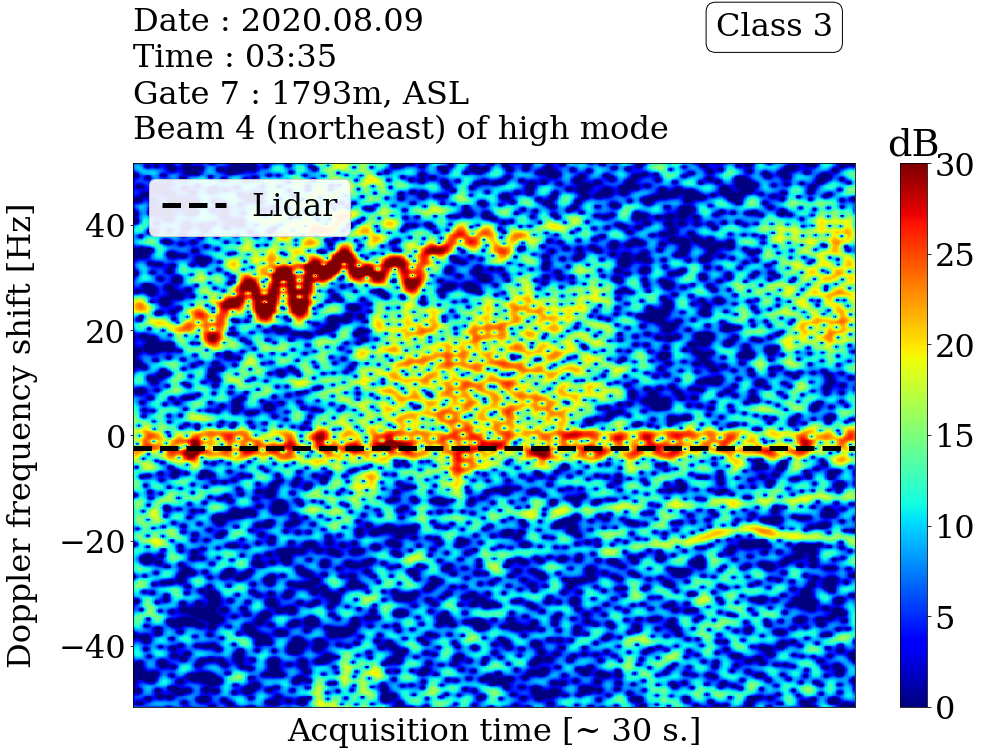 Date : 2020.08.09
Time : 03:35
Gate 7 : 1793m, ASL
Beam 4 (northeast) of high mode
Class 3
dB
Lidar
Doppler frequency shift [Hz]
40
20
0
−20
−40
30
25
20
15
10
5
0
Acquisition time [~ 30 s.]